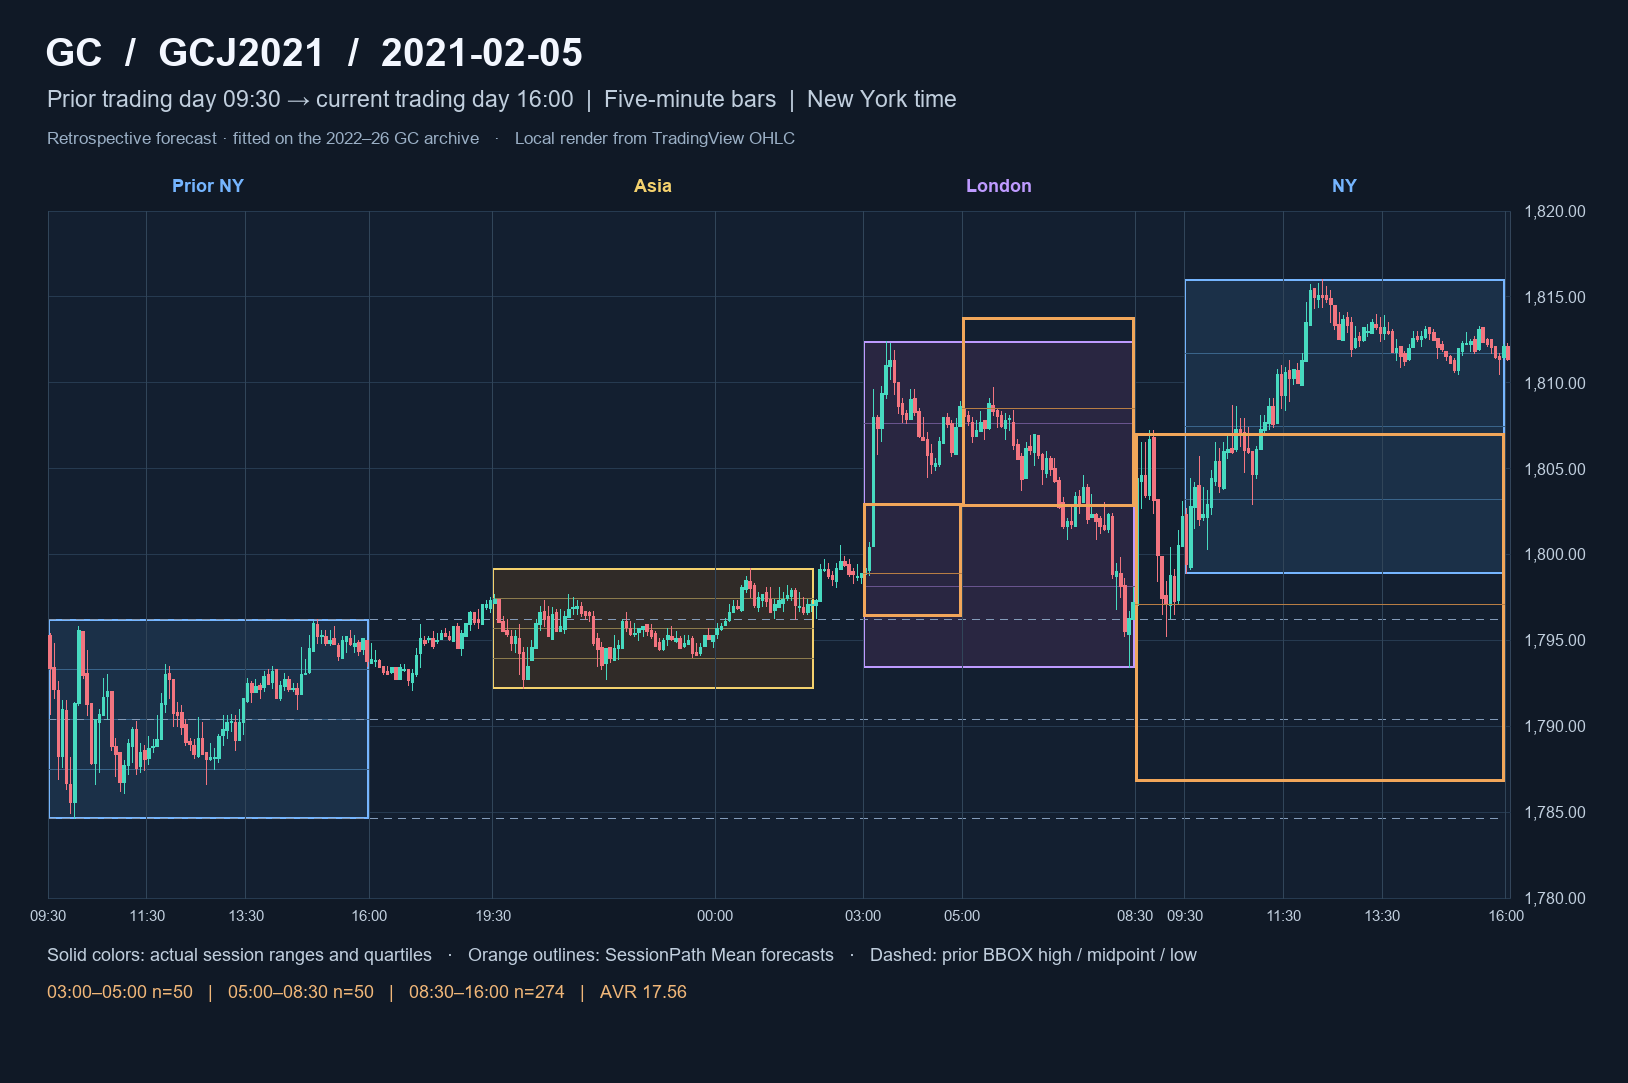 GC / GCJ2021 / 2021-02-05
Prior trading day 09:30 → current trading day 16:00 | Five-minute bars | New York time
Retrospective forecast · fitted on the 2022–26 GC archive · Local render from TradingView OHLC
Prior NY Asia London NY
1,820.00
1,815.00
1,810.00
1,805.00
1,800.00
1,795.00
1,790.00
1,785.00
1,780.00
09:30 11:30 13:30 16:00 19:30 00:00 03:00 05:00 08:30 09:30 11:30 13:30 16:00
Solid colors: actual session ranges and quartiles · Orange outlines: SessionPath Mean forecasts · Dashed: prior BBOX high / midpoint / low
03:00–05:00 n=50 | 05:00–08:30 n=50 | 08:30–16:00 n=274 | AVR 17.56